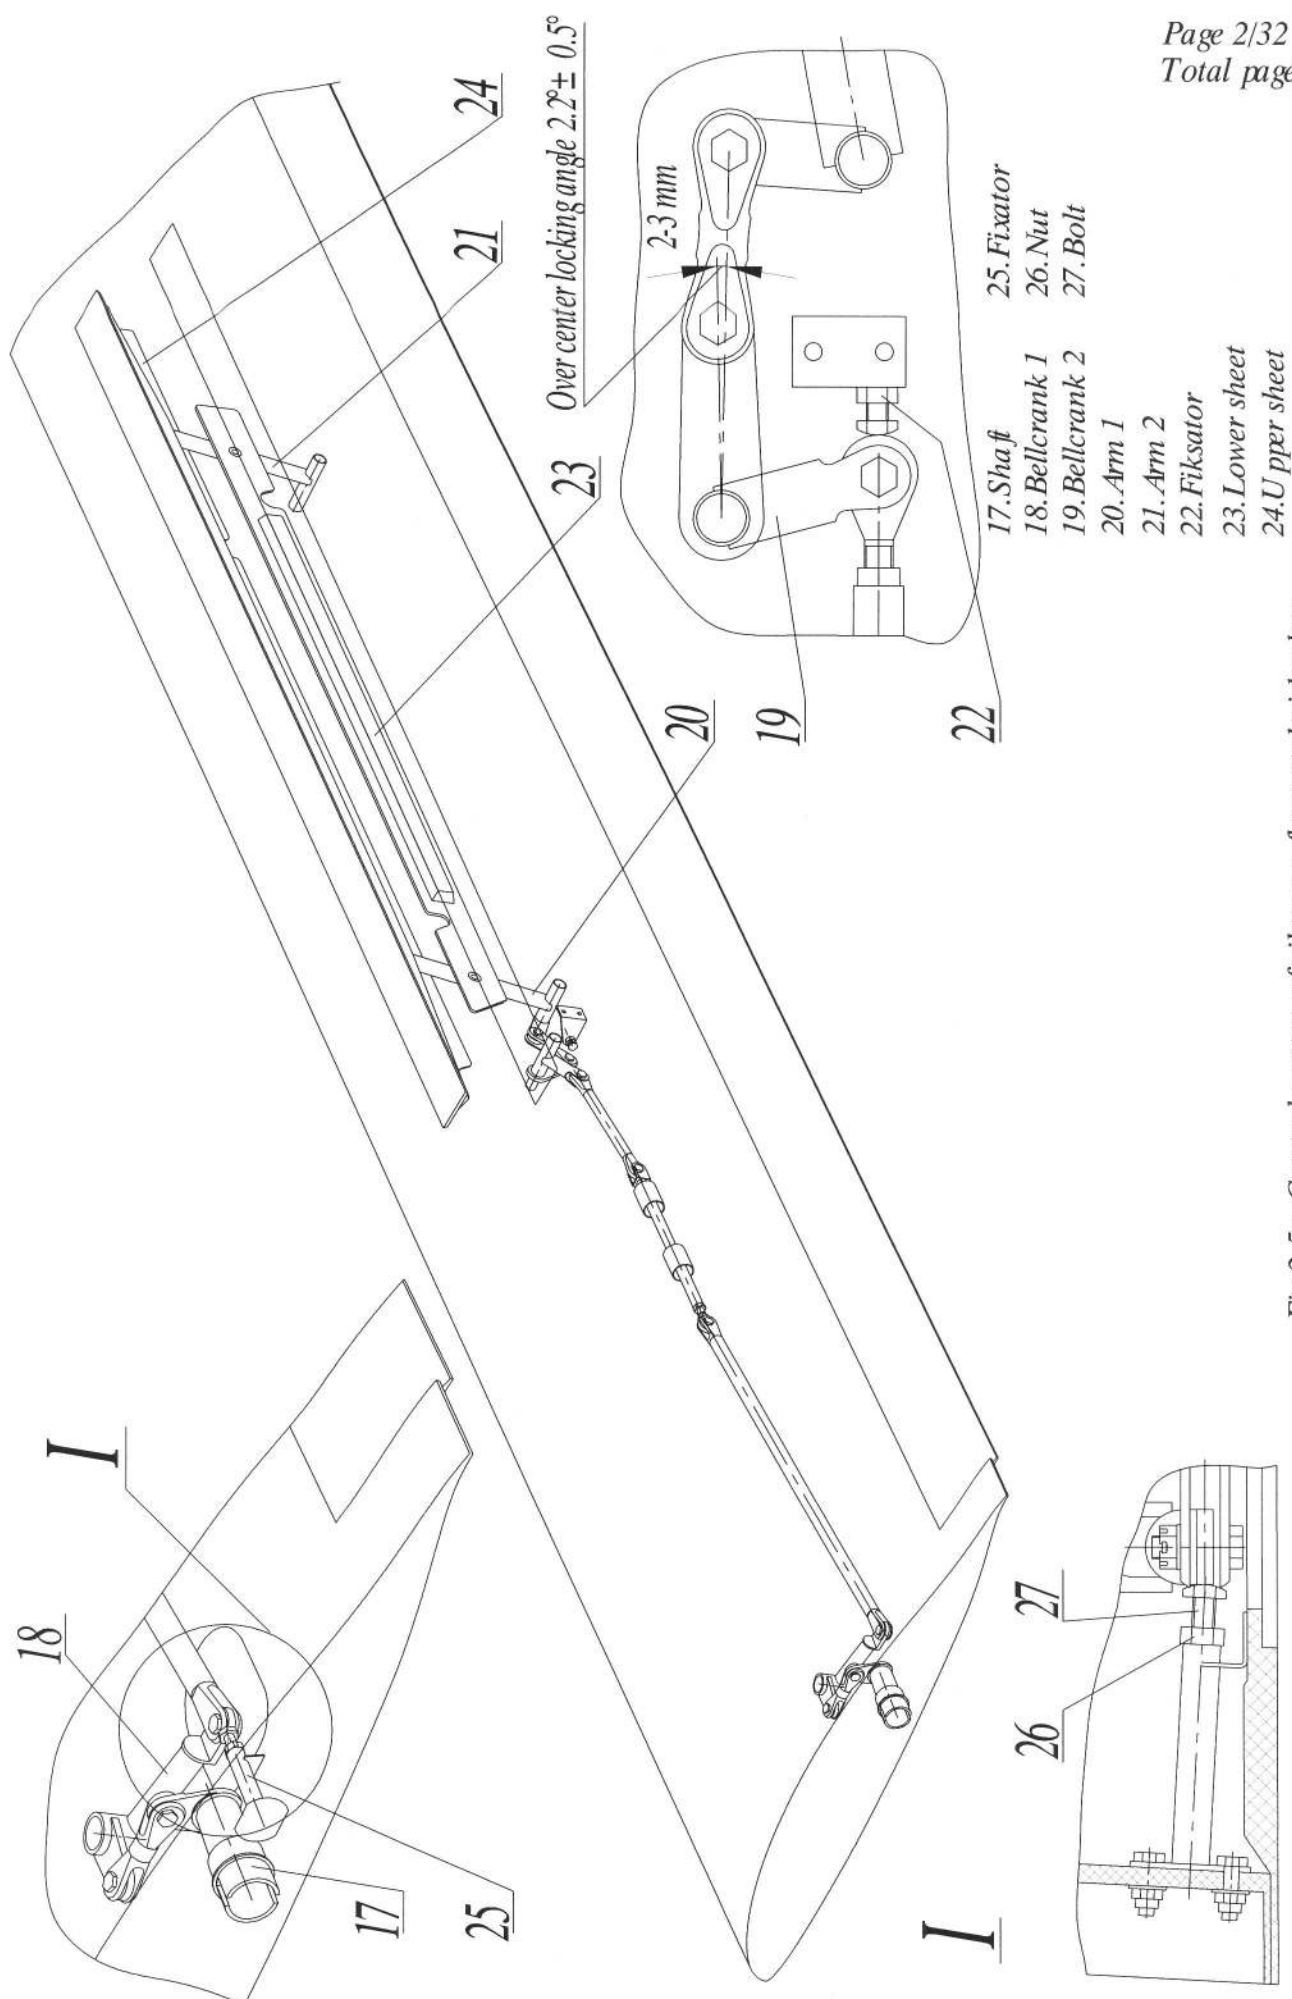 Page 2/32
Total page
24
21
Over center locking angle 2.2°± 0.5°
2-3 mm
23
20
19
22
17.Shaft
18.Bellcrank 1
19.Bellcrank 2
20.Arm 1
21.Arm 2
22.Fiksator
23.Lower sheet
24.Upper sheet
25.Fixator
26.Nut
27.Bolt
I
18
17
25
I
26
27